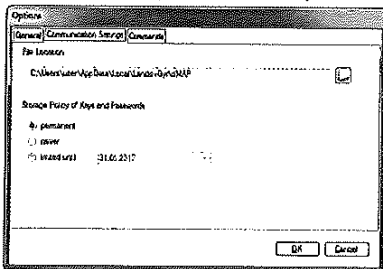 Options
General Communication Settings Commands
File Location
Storage Policy of Keys and Passwords
permanent
never
limited until 31.05.2017
OK Cancel